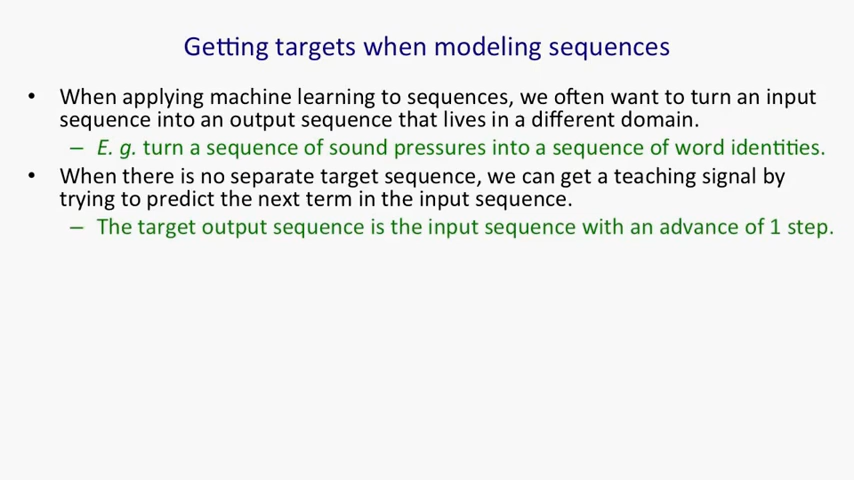 Getting targets when modeling sequences
• When applying machine learning to sequences, we often want to turn an input
sequence into an output sequence that lives in a different domain.
– E. g. turn a sequence of sound pressures into a sequence of word identities.
• When there is no separate target sequence, we can get a teaching signal by
trying to predict the next term in the input sequence.
– The target output sequence is the input sequence with an advance of 1 step.